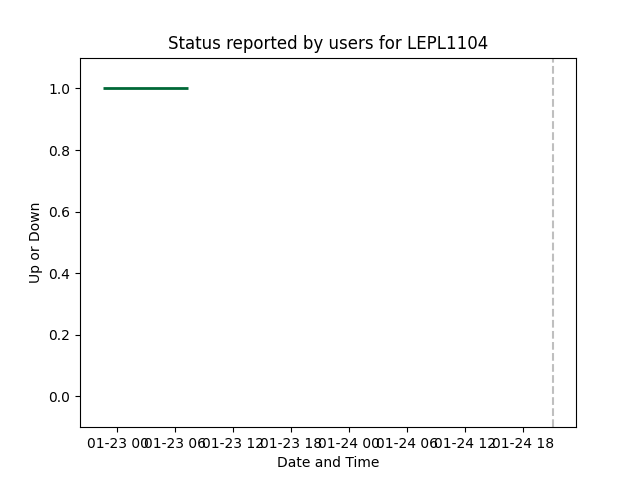 Status reported by users for LEPL1104
Up or Down
1.0
0.8
0.6
0.4
0.2
0.0
01-23 00 01-23 06 01-23 12 01-23 18 01-24 00 01-24 06 01-24 12 01-24 18
Date and Time